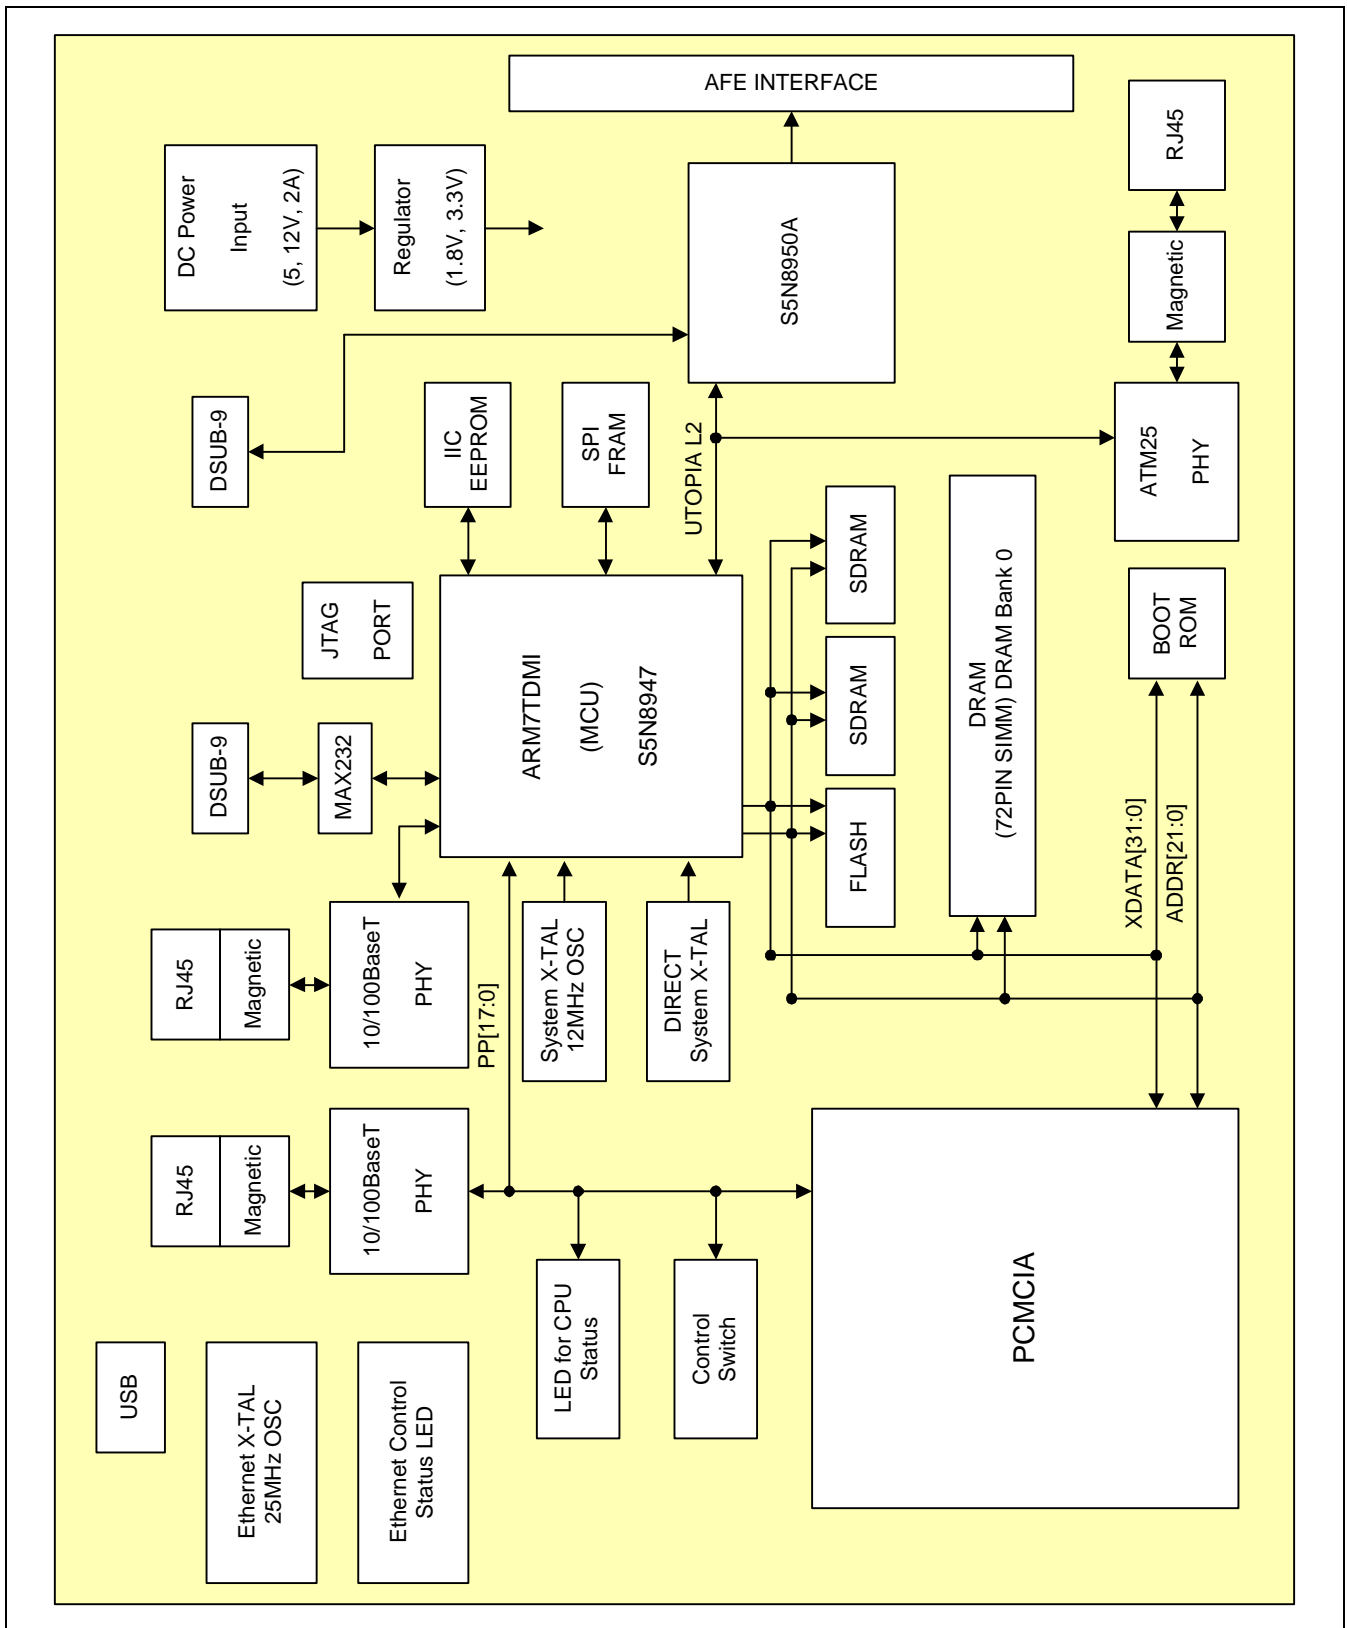 AFE INTERFACE
DC Power
Input
(5, 12V, 2A)
Regulator
(1.8V, 3.3V)
S5N8950A
RJ45
Magnetic
ATM25
PHY
DSUB-9
IIC
EEPROM
SPI
FRAM
UTOPIA L2
JTAG
PORT
ARM7TDMI
(MCU)
S5N8947
SDRAM
SDRAM
FLASH
DRAM
(72PIN SIMM) DRAM Bank 0
BOOT
ROM
XDATA[31:0]
ADDR[21:0]
DSUB-9
MAX232
RJ45
Magnetic
10/100BaseT
PHY
PP[17:0]
System X-TAL
12MHz OSC
DIRECT
System X-TAL
RJ45
Magnetic
10/100BaseT
PHY
LED for CPU
Status
Control
Switch
PCMCIA
USB
Ethernet X-TAL
25MHz OSC
Ethernet Control
Status LED